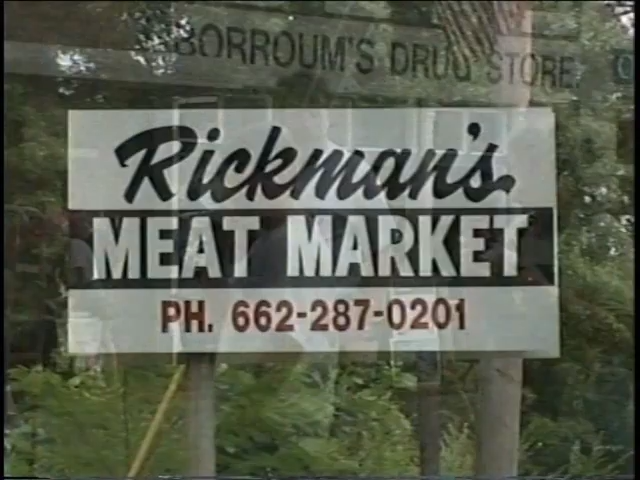 BORROUM'S DRUG STORE
Rickman's
MEAT MARKET
PH. 662-287-0201